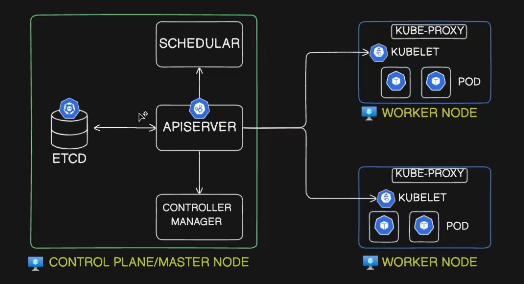 SCHEDULAR
ETCD
APISERVER
CONTROLLER
MANAGER
CONTROL PLANE/MASTER NODE
KUBE-PROXY
KUBELET
POD
WORKER NODE
KUBE-PROXY
KUBELET
POD
WORKER NODE